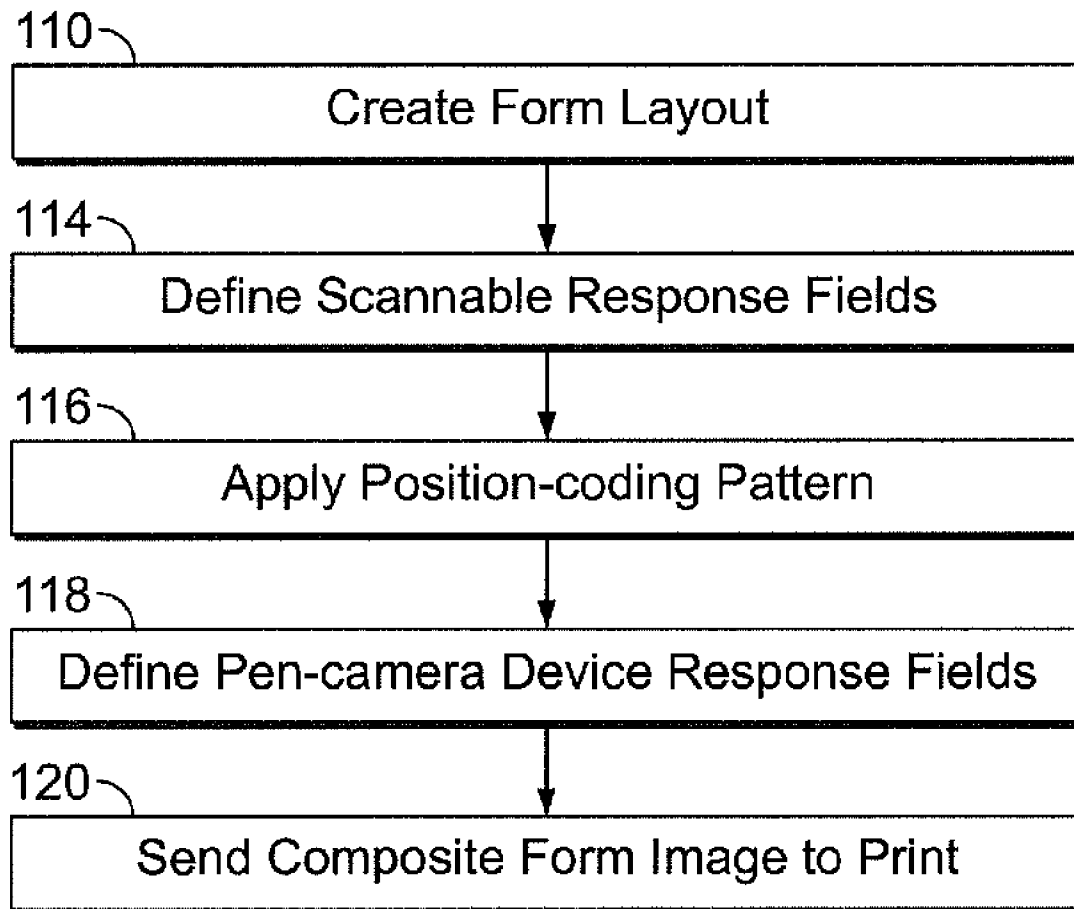 110
Create Form Layout
114
Define Scannable Response Fields
116
Apply Position-coding Pattern
118
Define Pen-camera Device Response Fields
120
Send Composite Form Image to Print